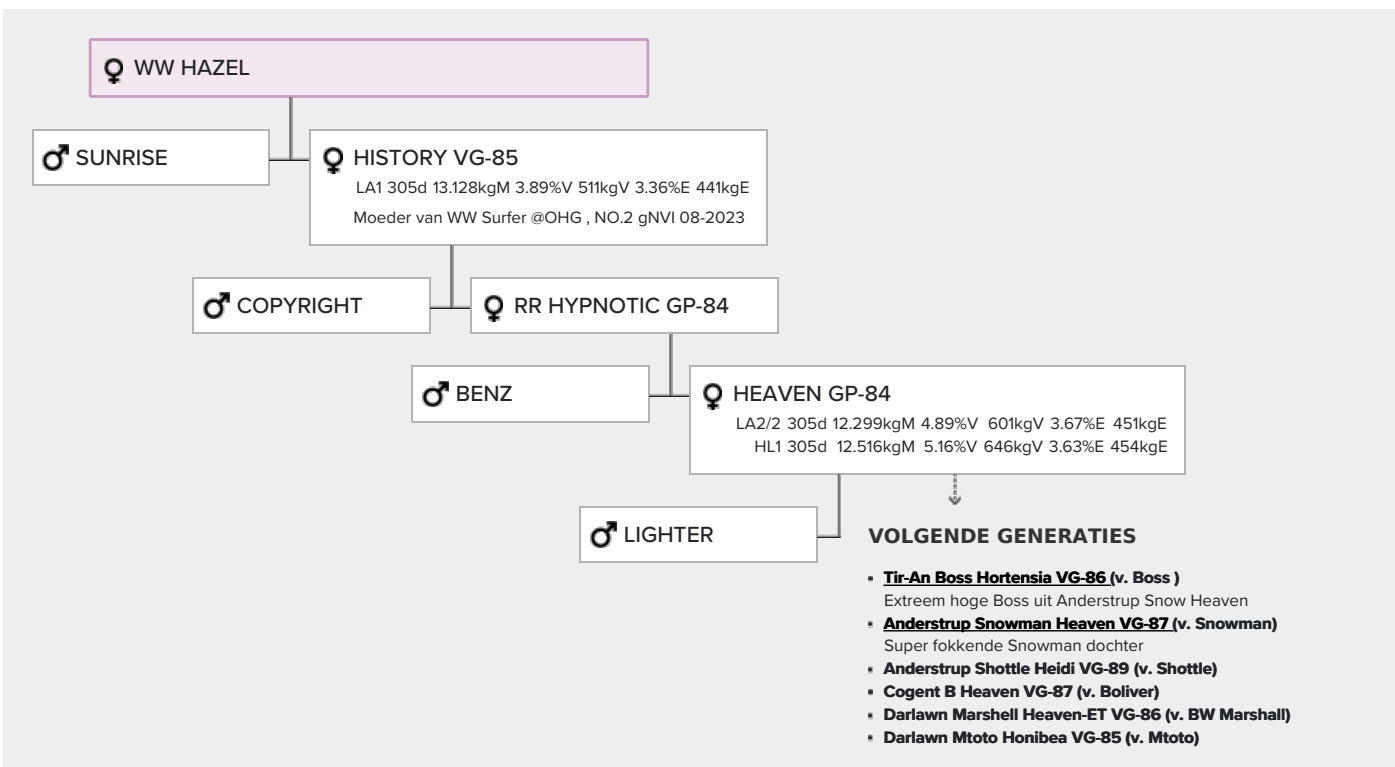 WW HAZEL
SUNRISE
HISTORY VG-85
LA1 305d 13.128kgM 3.89%V 511kgV 3.36%E 441kgE
Moeder van WW Surfer @OHG , NO.2 gNVI 08-2023
COPYRIGHT
RR HYPNOTIC GP-84
BENZ
HEAVEN GP-84
LA2/2 305d 12.299kgM 4.89%V 601kgV 3.67%E 451kgE
HL1 305d 12.516kgM 5.16%V 646kgV 3.63%E 454kgE
LIGHTER
VOLGENDE GENERATIES
Tir-An Boss Hortensia VG-86 (v. Boss )
Extreem hoge Boss uit Anderstrup Snow Heaven
Anderstrup Snowman Heaven VG-87 (v. Snowman)
Super fokkende Snowman dochter
Anderstrup Shottle Heidi VG-89 (v. Shottle)
Cogent B Heaven VG-87 (v. Boliver)
Darlawn Marshell Heaven-ET VG-86 (v. BW Marshall)
Darlawn Mtoto Honibea VG-85 (v. Mtoto)